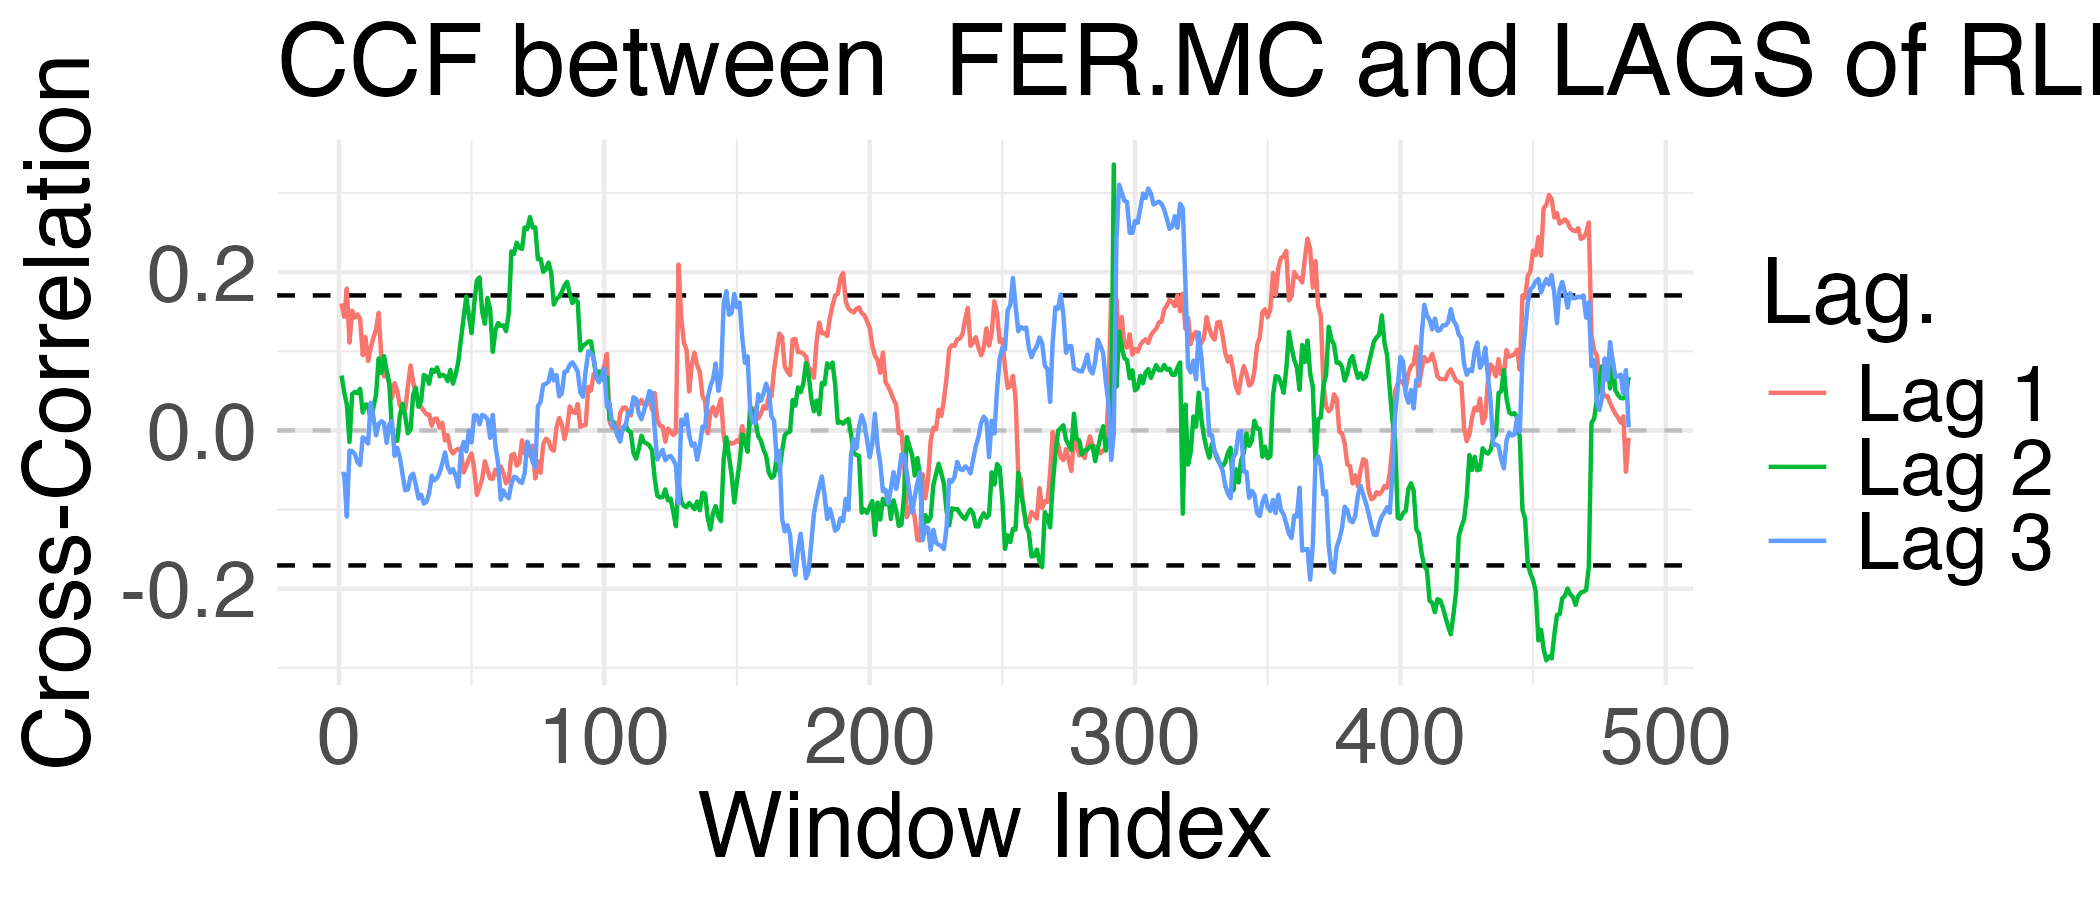 CCF between  FER.MC and LAGS of
Cross-Correlation
0.2
0.0
-0.2
0
100
200
300
400
500
Window Index
Lag.
Lag 1
Lag 2
Lag 3